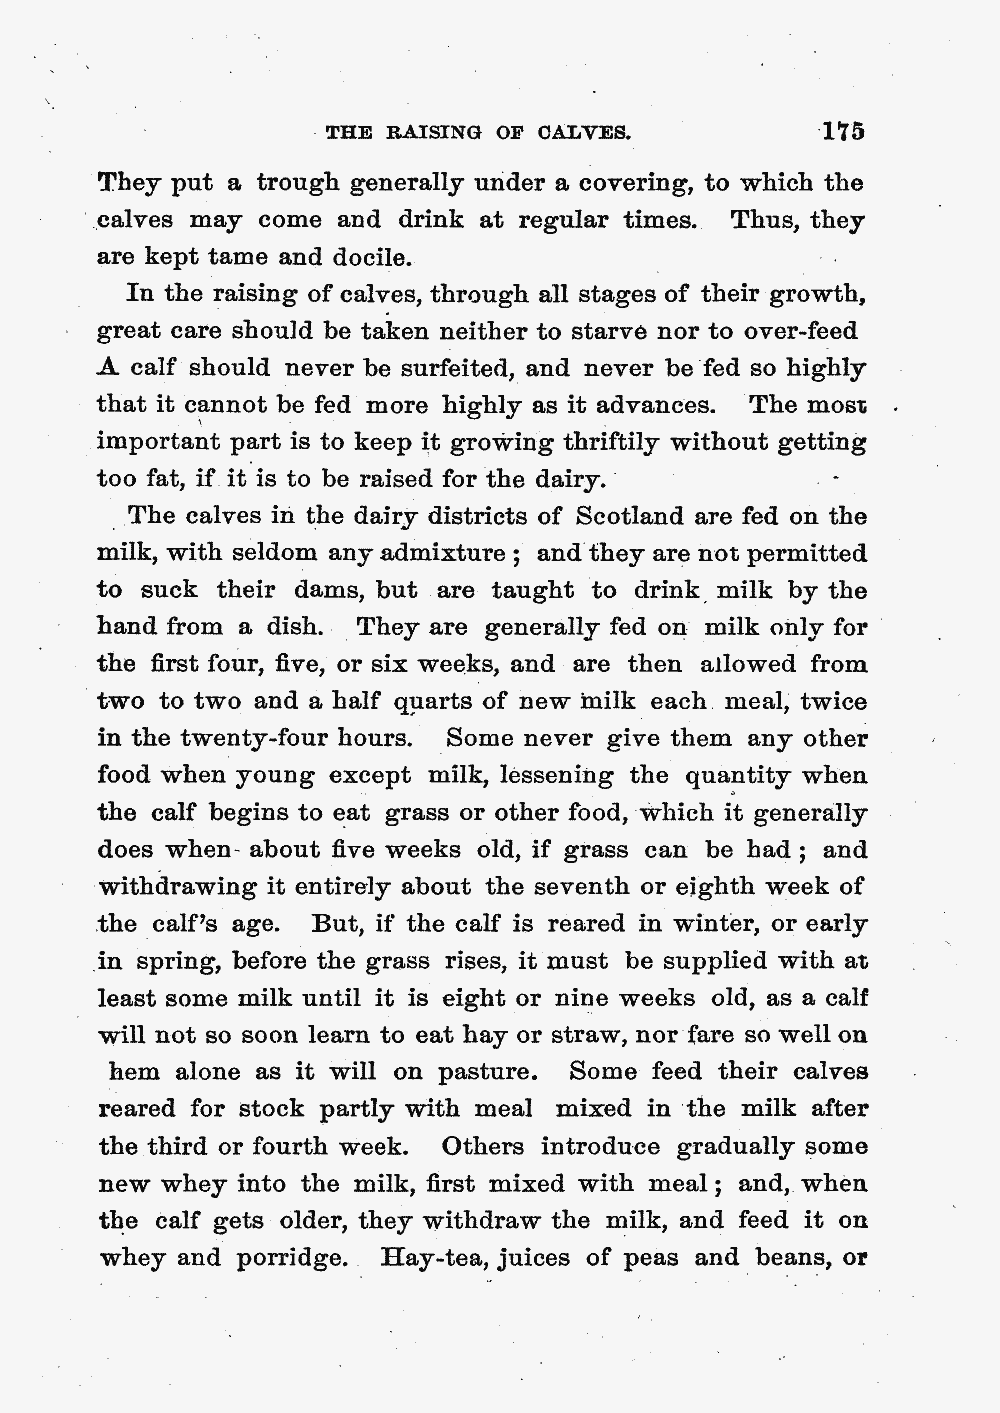 THE RAISING OF CALVES. 175
They put a trough generally under a covering, to which the
calves may come and drink at regular times. Thus, they
are kept tame and docile.
In the raising of calves, through all stages of their growth,
great care should be taken neither to starve nor to over-feed
A calf should never be surfeited, and never be fed so highly
that it cannot be fed more highly as it advances. The most
important part is to keep it growing thriftily without getting
too fat, if it is to be raised for the dairy.
The calves in the dairy districts of Scotland are fed on the
milk, with seldom any admixture ; and they are not permitted
to suck their dams, but are taught to drink milk by the
hand from a dish. They are generally fed on milk only for
the first four, five, or six weeks, and are then allowed from
two to two and a half quarts of new milk each meal, twice
in the twenty-four hours. Some never give them any other
food when young except milk, lessening the quantity when
the calf begins to eat grass or other food, which it generally
does when about five weeks old, if grass can be had ; and
withdrawing it entirely about the seventh or eighth week of
the calf's age. But, if the calf is reared in winter, or early
in spring, before the grass rises, it must be supplied with at
least some milk until it is eight or nine weeks old, as a calf
will not so soon learn to eat hay or straw, nor fare so well on
hem alone as it will on pasture. Some feed their calves
reared for stock partly with meal mixed in the milk after
the third or fourth week. Others introduce gradually some
new whey into the milk, first mixed with meal ; and, when
the calf gets older, they withdraw the milk, and feed it on
whey and porridge. Hay-tea, juices of peas and beans, or